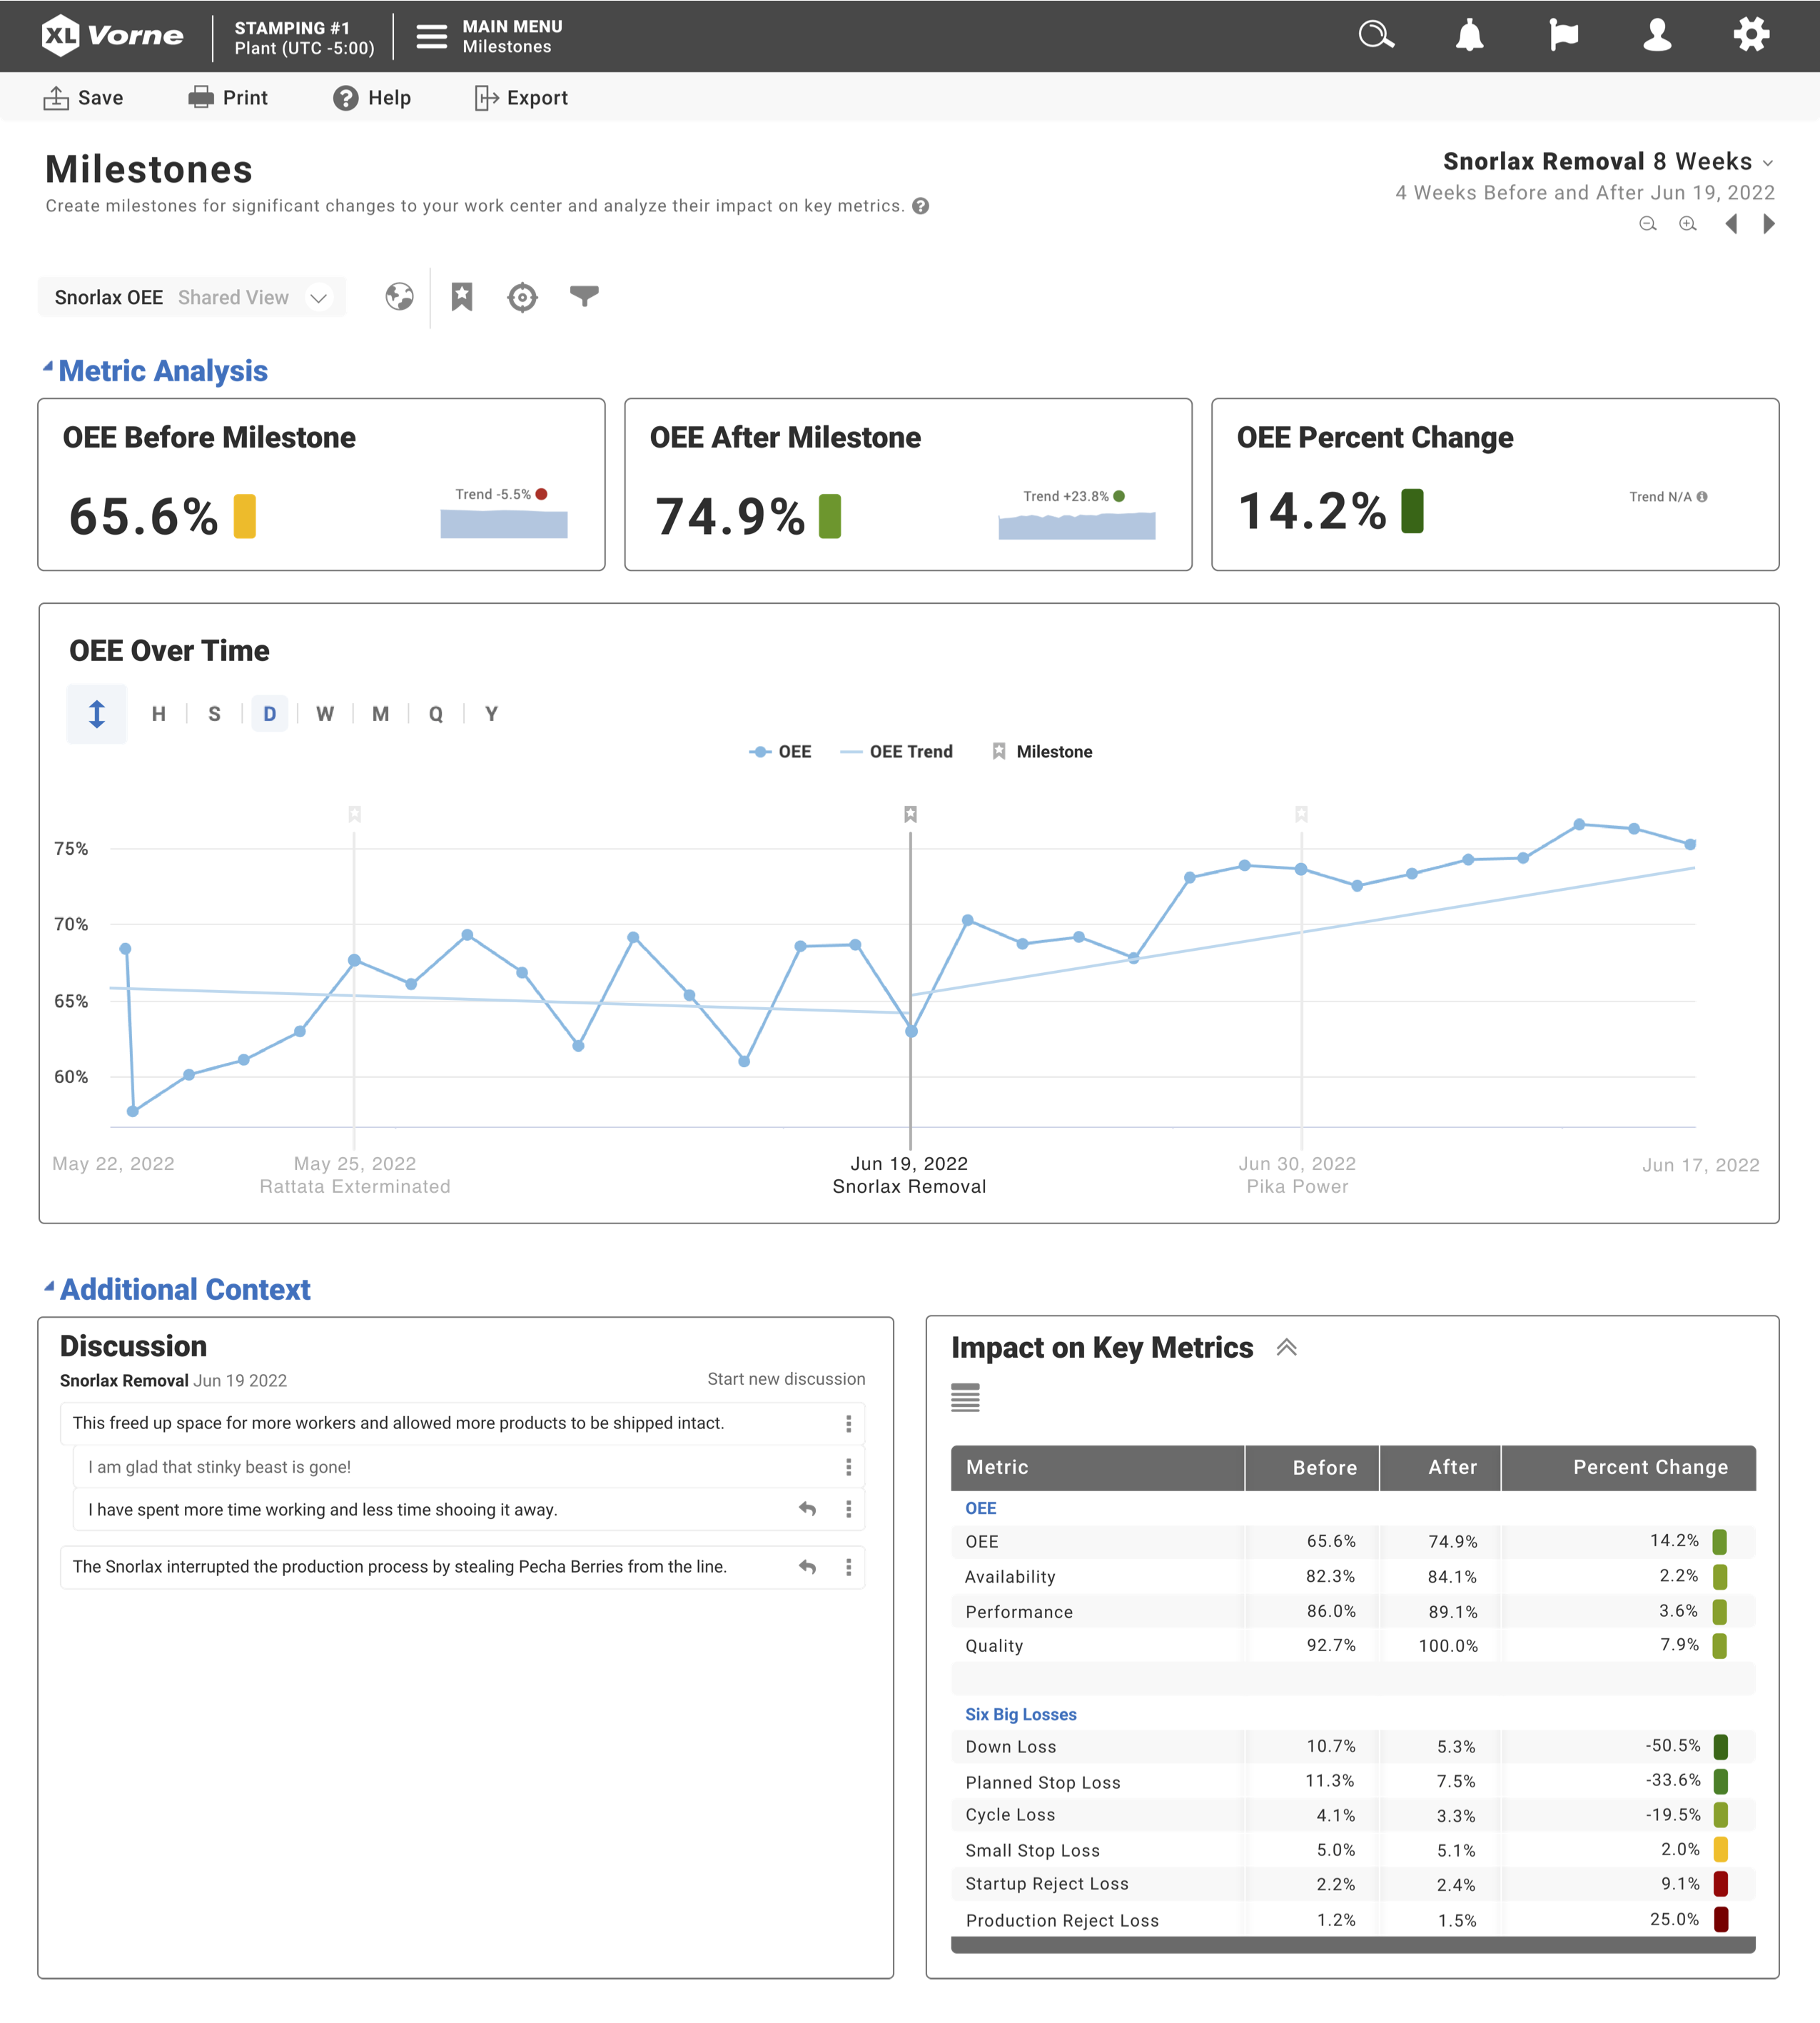 XL Vorne
STAMPING #1
Plant (UTC -5:00)
MAIN MENU
Milestones
Save
Print
Help
Export
Milestones
Create milestones for significant changes to your work center and analyze their impact on key metrics. ?
Snorlax Removal 8 Weeks
4 Weeks Before and After Jun 19, 2022
Snorlax OEE Shared View
Metric Analysis
OEE Before Milestone
65.6%
Trend -5.5%
OEE After Milestone
74.9%
Trend +23.8%
OEE Percent Change
14.2%
Trend N/A
OEE Over Time
H S D W M Q Y
OEE OEE Trend Milestone
75%
70%
65%
60%
May 22, 2022
May 25, 2022
Rattata Exterminated
Jun 19, 2022
Snorlax Removal
Jun 30, 2022
Pika Power
Jun 17, 2022
Additional Context
Discussion
Snorlax Removal Jun 19 2022
Start new discussion
This freed up space for more workers and allowed more products to be shipped intact.
I am glad that stinky beast is gone!
I have spent more time working and less time shooing it away.
The Snorlax interrupted the production process by stealing Pecha Berries from the line.
Impact on Key Metrics
Metric Before After Percent Change
OEE
OEE 65.6% 74.9% 14.2%
Availability 82.3% 84.1% 2.2%
Performance 86.0% 89.1% 3.6%
Quality 92.7% 100.0% 7.9%
Six Big Losses
Down Loss 10.7% 5.3% -50.5%
Planned Stop Loss 11.3% 7.5% -33.6%
Cycle Loss 4.1% 3.3% -19.5%
Small Stop Loss 5.0% 5.1% 2.0%
Startup Reject Loss 2.2% 2.4% 9.1%
Production Reject Loss 1.2% 1.5% 25.0%